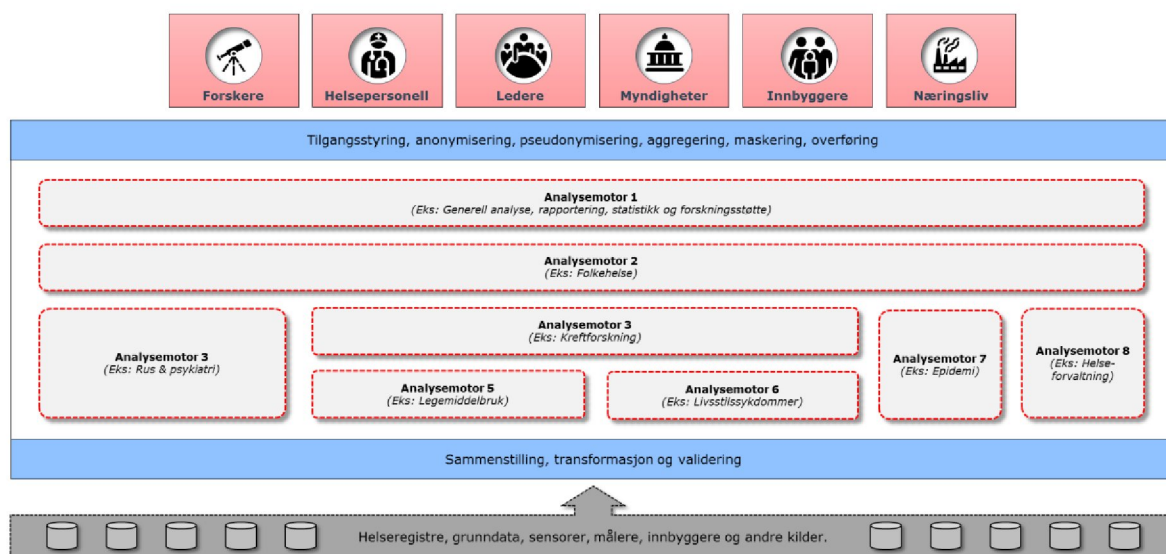 Forskere
Helsepersonell
Ledere
Myndigheter
Innbyggere
Næringsliv
Tilgangsstyring, anonymisering, pseudonymisering, aggregering, maskering, overføring
Analysemotor 1
(Eks: Generell analyse, rapportering, statistikk og forskningsstøtte)
Analysemotor 2
(Eks: Folkehelse)
Analysemotor 3
(Eks: Rus & psykiatri)
Analysemotor 3
(Eks: Kreftforskning)
Analysemotor 5
(Eks: Legemiddelbruk)
Analysemotor 6
(Eks: Livsstilssykdommer)
Analysemotor 7
(Eks: Epidemi)
Analysemotor 8
(Eks: Helse-
forvaltning)
Sammenstilling, transformasjon og validering
Helseregistre, grunndata, sensorer, målere, innbyggere og andre kilder.